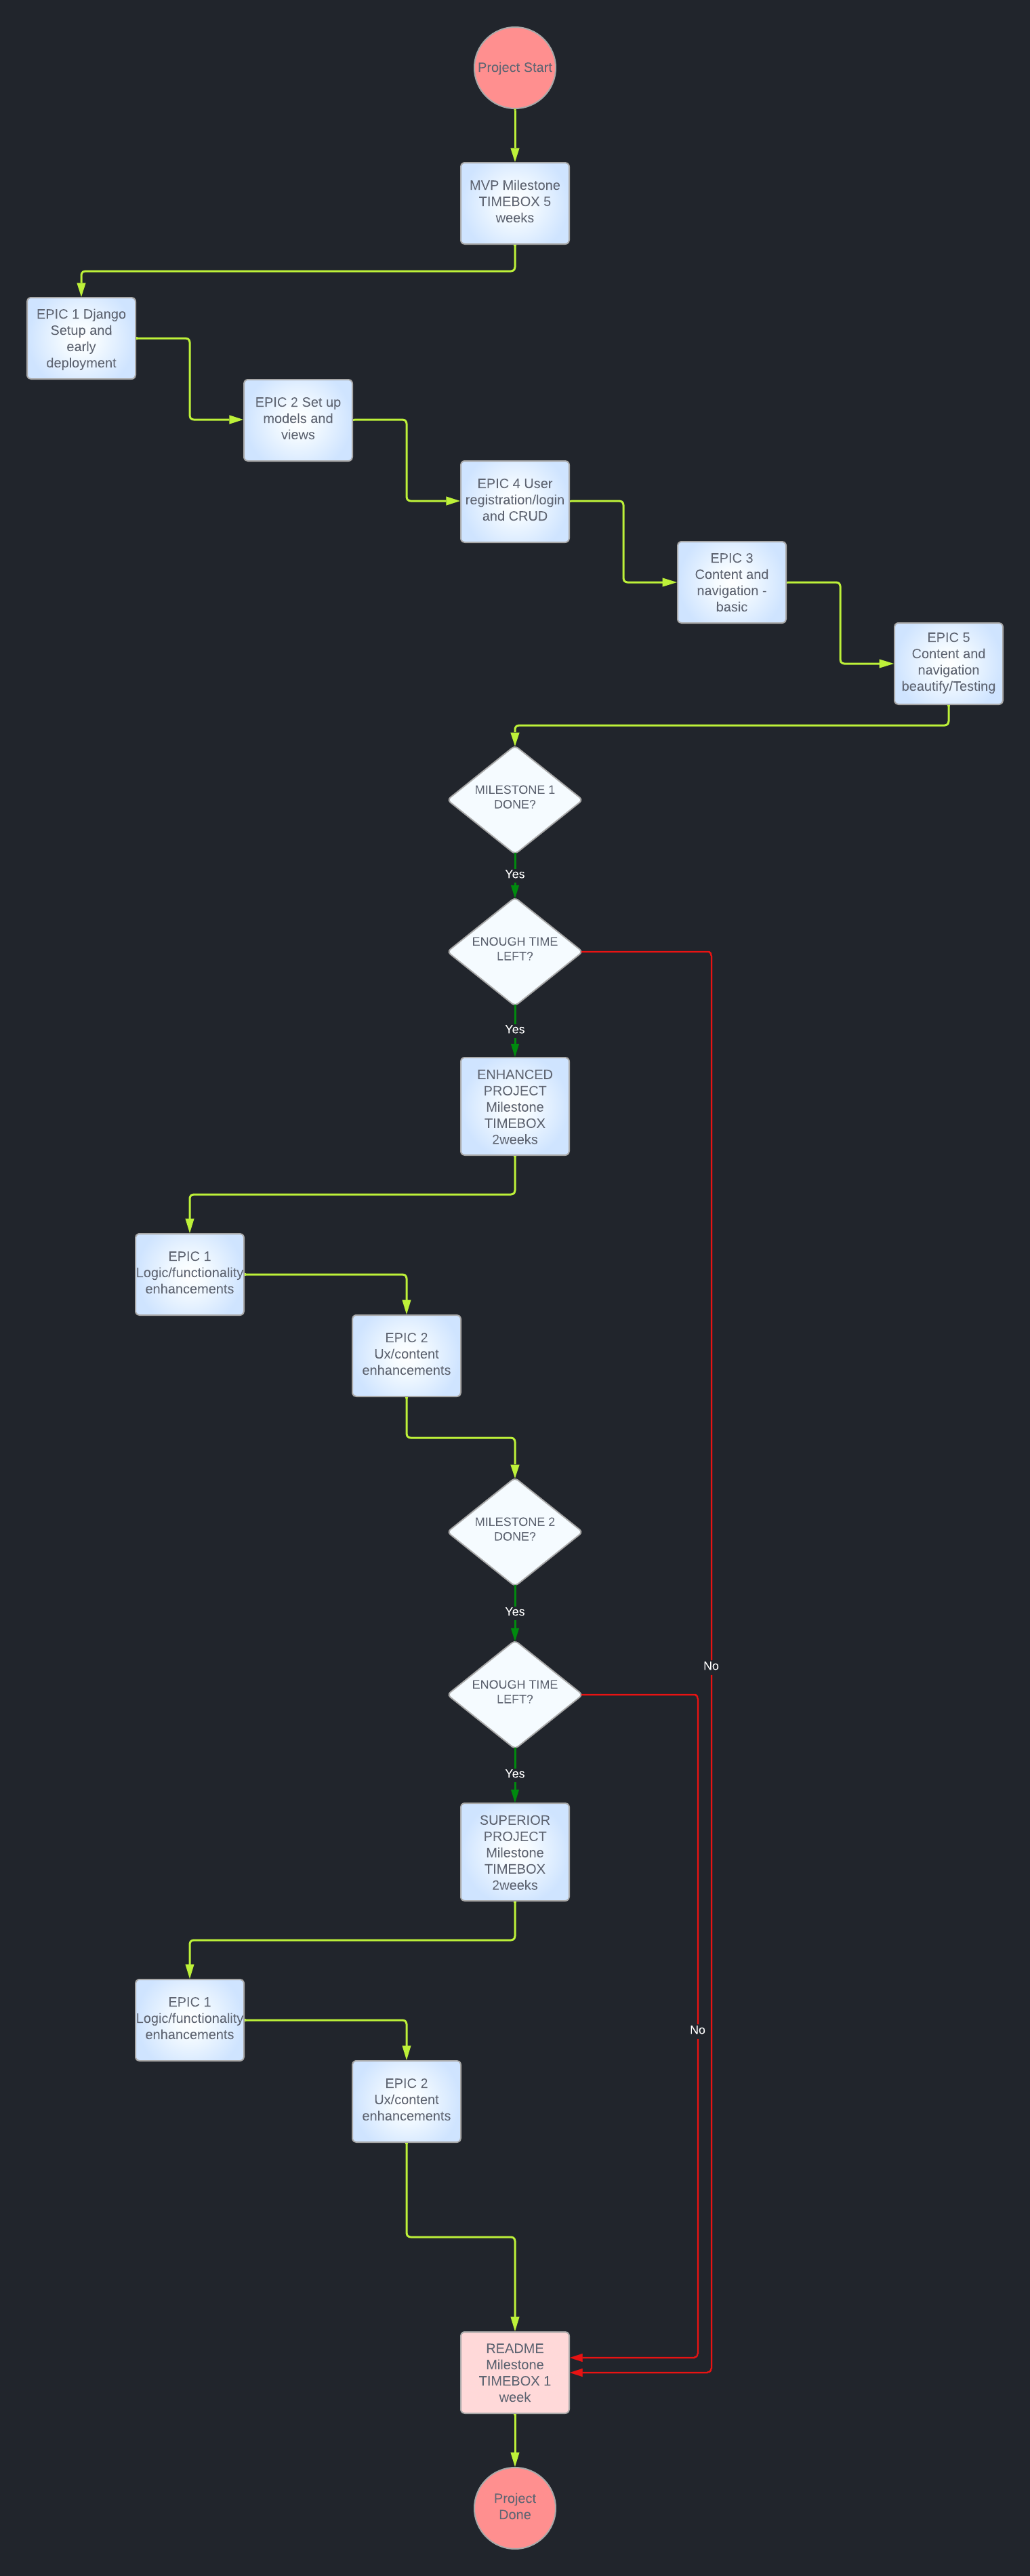 Project Start
MVP Milestone
TIMEBOX 5
weeks
EPIC 1 Django
Setup and
early
deployment
EPIC 2 Set up
models and
views
EPIC 4 User
registration/login
and CRUD
EPIC 3
Content and
navigation -
basic
EPIC 5
Content and
navigation
beautify/Testing
MILESTONE 1
DONE?
Yes
ENOUGH TIME
LEFT?
Yes
ENHANCED
PROJECT
Milestone
TIMEBOX
2weeks
EPIC 1
Logic/functionality
enhancements
EPIC 2
Ux/content
enhancements
MILESTONE 2
DONE?
Yes
No
ENOUGH TIME
LEFT?
Yes
SUPERIOR
PROJECT
Milestone
TIMEBOX
2weeks
EPIC 1
Logic/functionality
enhancements
No
EPIC 2
Ux/content
enhancements
README
Milestone
TIMEBOX 1
week
Project
Done